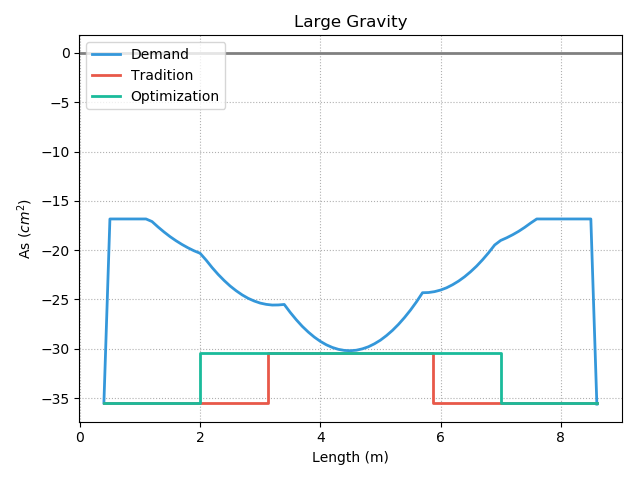 Large Gravity
Demand
Tradition
Optimization
0
−5
−10
−15
−20
−25
−30
−35
As (cm²)
0 2 4 6 8
Length (m)